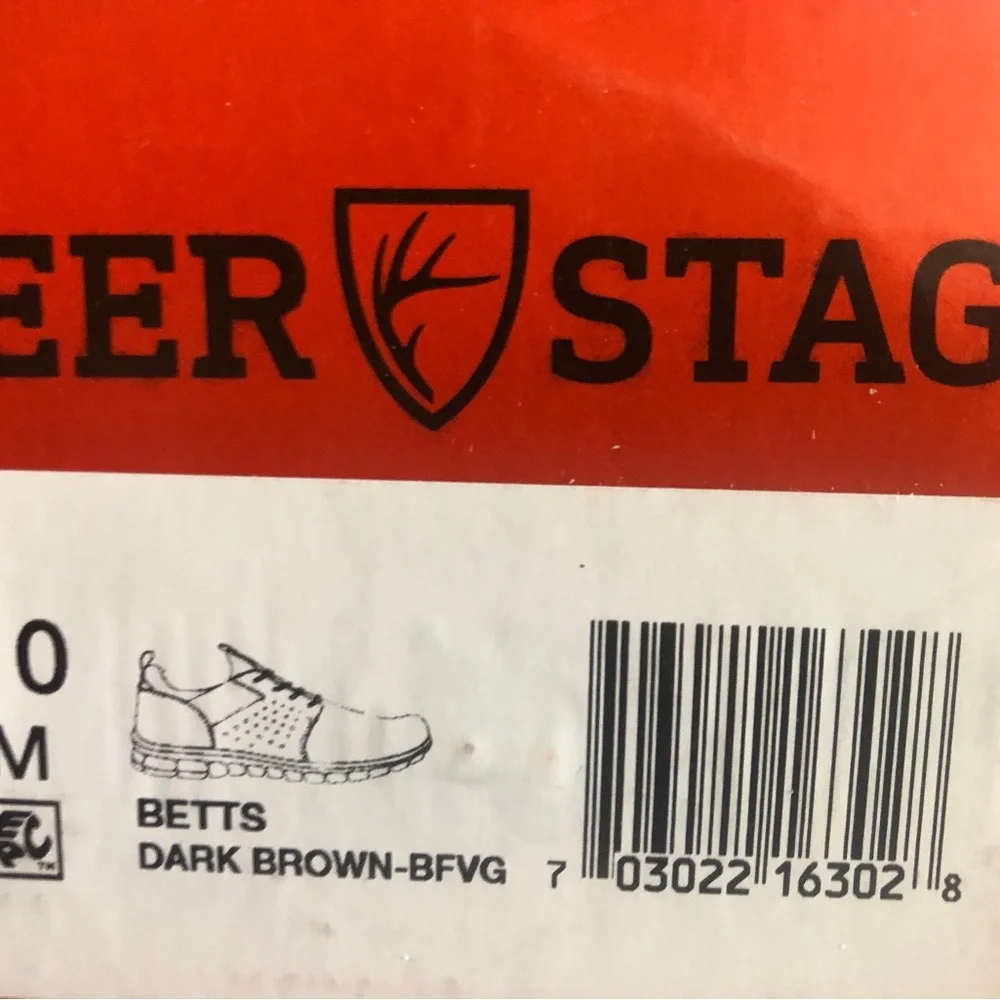 EER STAG
0
M
BETTS
DARK BROWN-BFVG
7 03022 16302 8